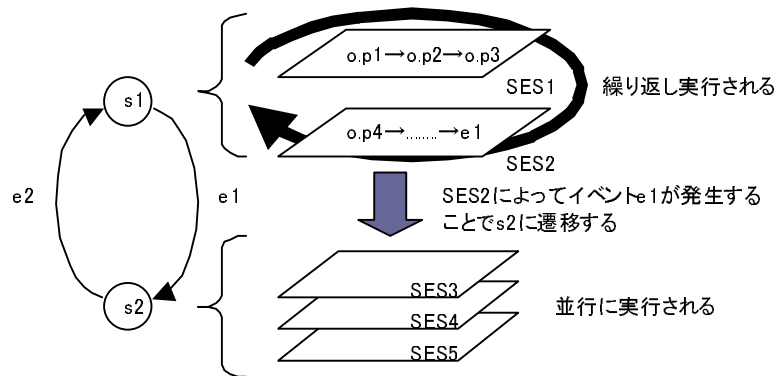 o.p1→o.p2→o.p3
s1
SES1
繰り返し実行される
o.p4→........→e1
SES2
e2
e1
SES2によってイベントe1が発生する
ことでs2に遷移する
SES3
s2
SES4
並行に実行される
SES5